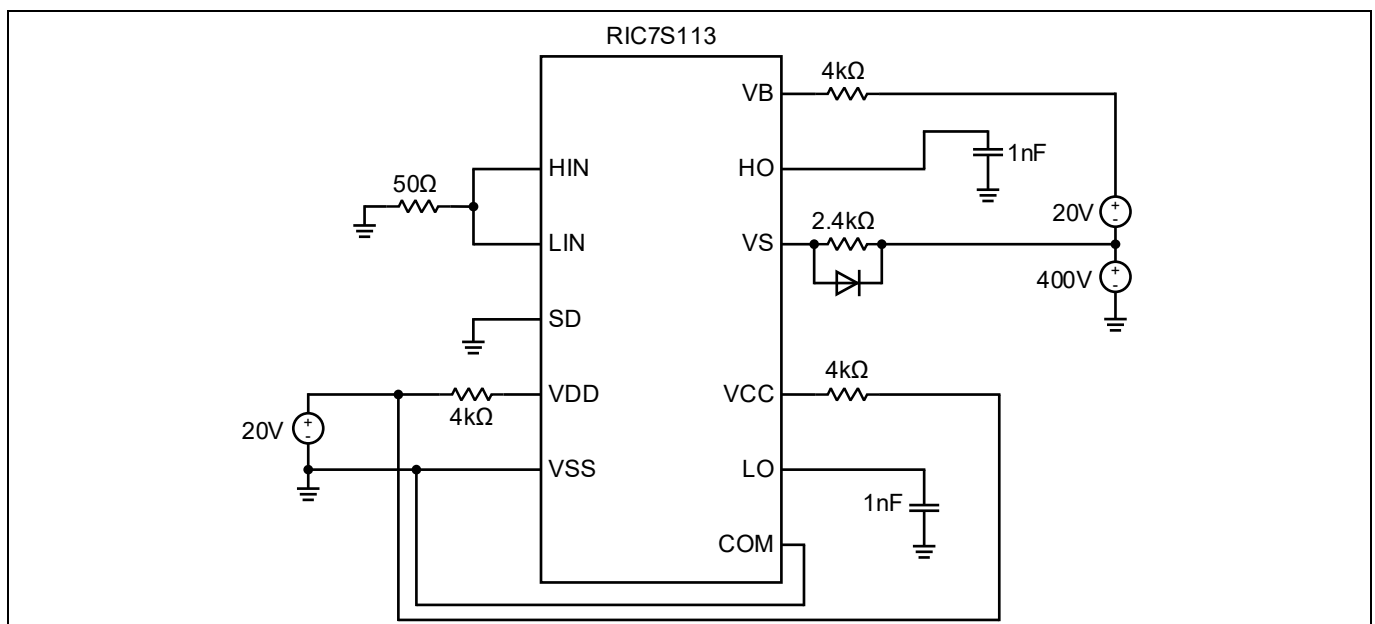 RIC7S113
4kΩ
VB
HIN
HO
1nF
50Ω
20V
+
-
2.4kΩ
LIN
VS
400V
+
-
SD
4kΩ
VDD
VCC
4kΩ
20V
+
-
VSS
LO
1nF
COM